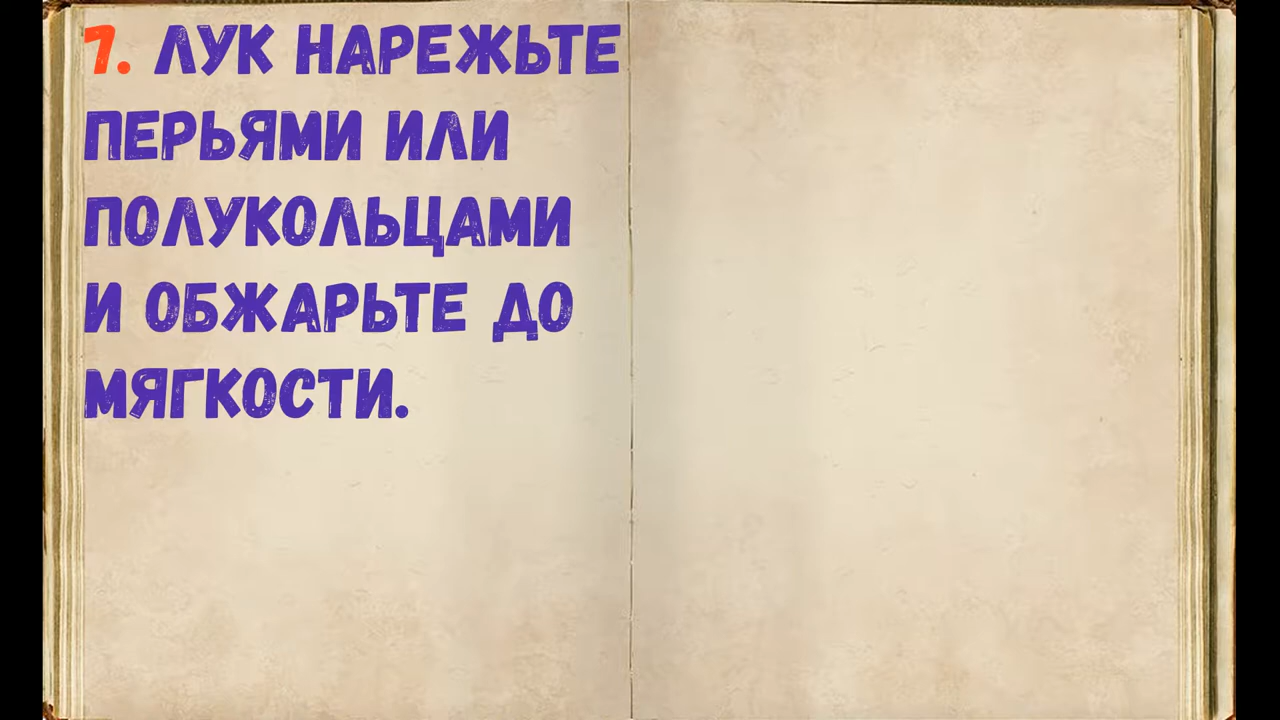 7. ЛУК НАРЕЖЬТЕ
ПЕРЬЯМИ ИЛИ
ПОЛУКОЛЬЦАМИ
И ОБЖАРЬТЕ ДО
МЯГКОСТИ.